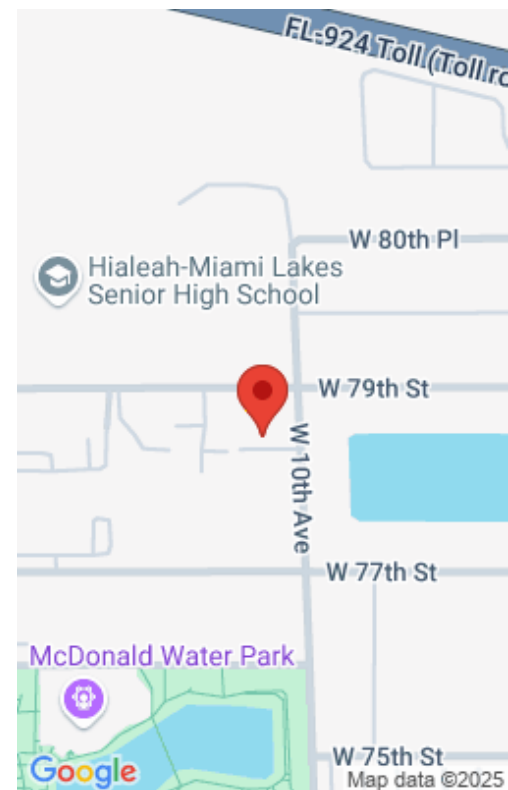 FL-924 Toll (Toll ro
W 80th Pl
Hialeah-Miami Lakes
Senior High School
W 79th St
W 10th Ave
W 77th St
McDonald Water Park
W 75th St
Google
Map data ©2025